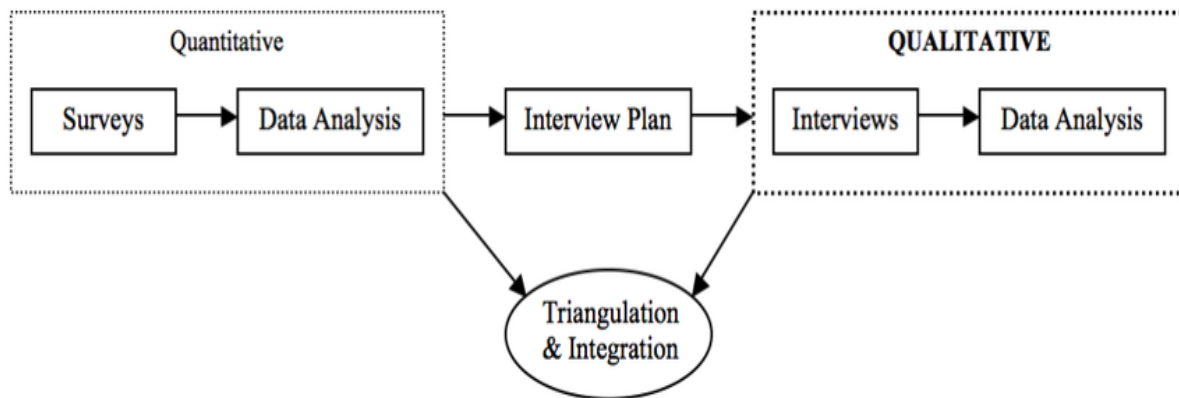 Quantitative
QUALITATIVE
Surveys
Data Analysis
Interview Plan
Interviews
Data Analysis
Triangulation
& Integration